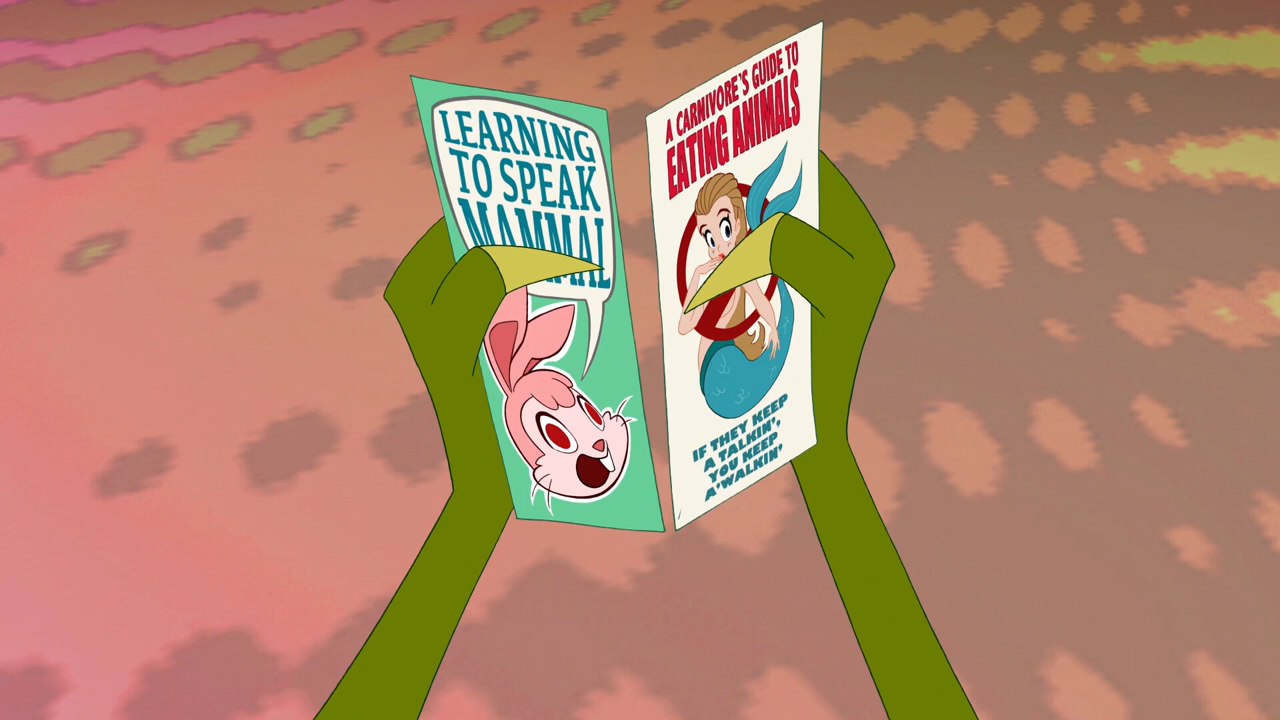 LEARNING
TO SPEAK
MAMMAL
A CARNIVORE'S GUIDE TO
EATING ANIMALS
IF THEY KEEP
A TALKIN',
YOU KEEP
A'WALKIN'